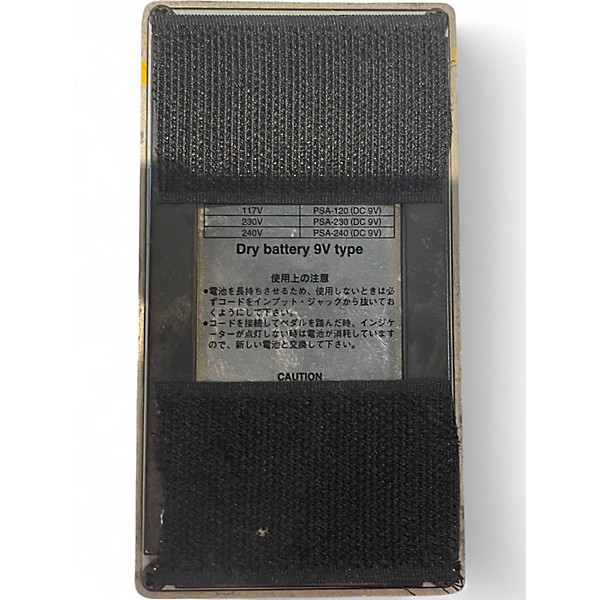 117V PSA-120 (DC 9V)
230V PSA-230 (DC 9V)
240V PSA-240 (DC 9V)
Dry battery 9V type
使用上の注意
●電池を長持ちさせるため、使用しないときは必
ずコードをインプット・ジャックから抜いてお
くようにして下さい。
●コードを接続してペダルを踏んだ時、インジケ
ーターが点灯しない時は電池が消耗しています
ので、新しい電池と交換して下さい。
CAUTION